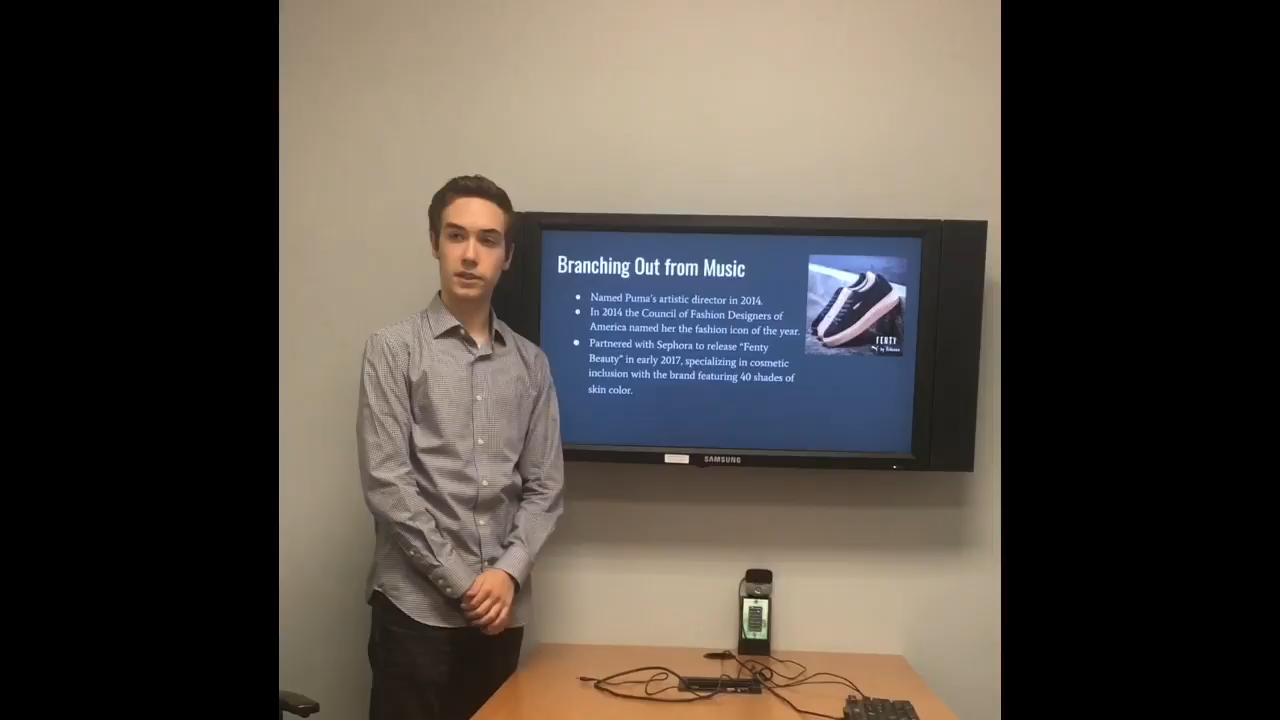 Branching Out from Music
● Named Puma's artistic director in 2014.
● In 2014 the Council of Fashion Designers of
America named her the fashion icon of the year.
● Partnered with Sephora to release "Fenty
Beauty" in early 2017, specializing in cosmetic
inclusion with the brand featuring 40 shades of
skin color.
FENTY
by Rihanna
SAMSUNG